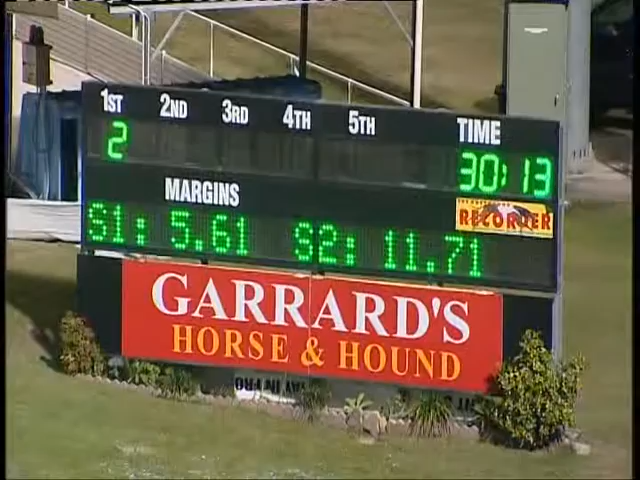 1ST 2ND 3RD 4TH 5TH TIME
2 30:13
MARGINS
RECORDER
S1: 5.61 S2: 11.71
GARRARD'S
HORSE & HOUND